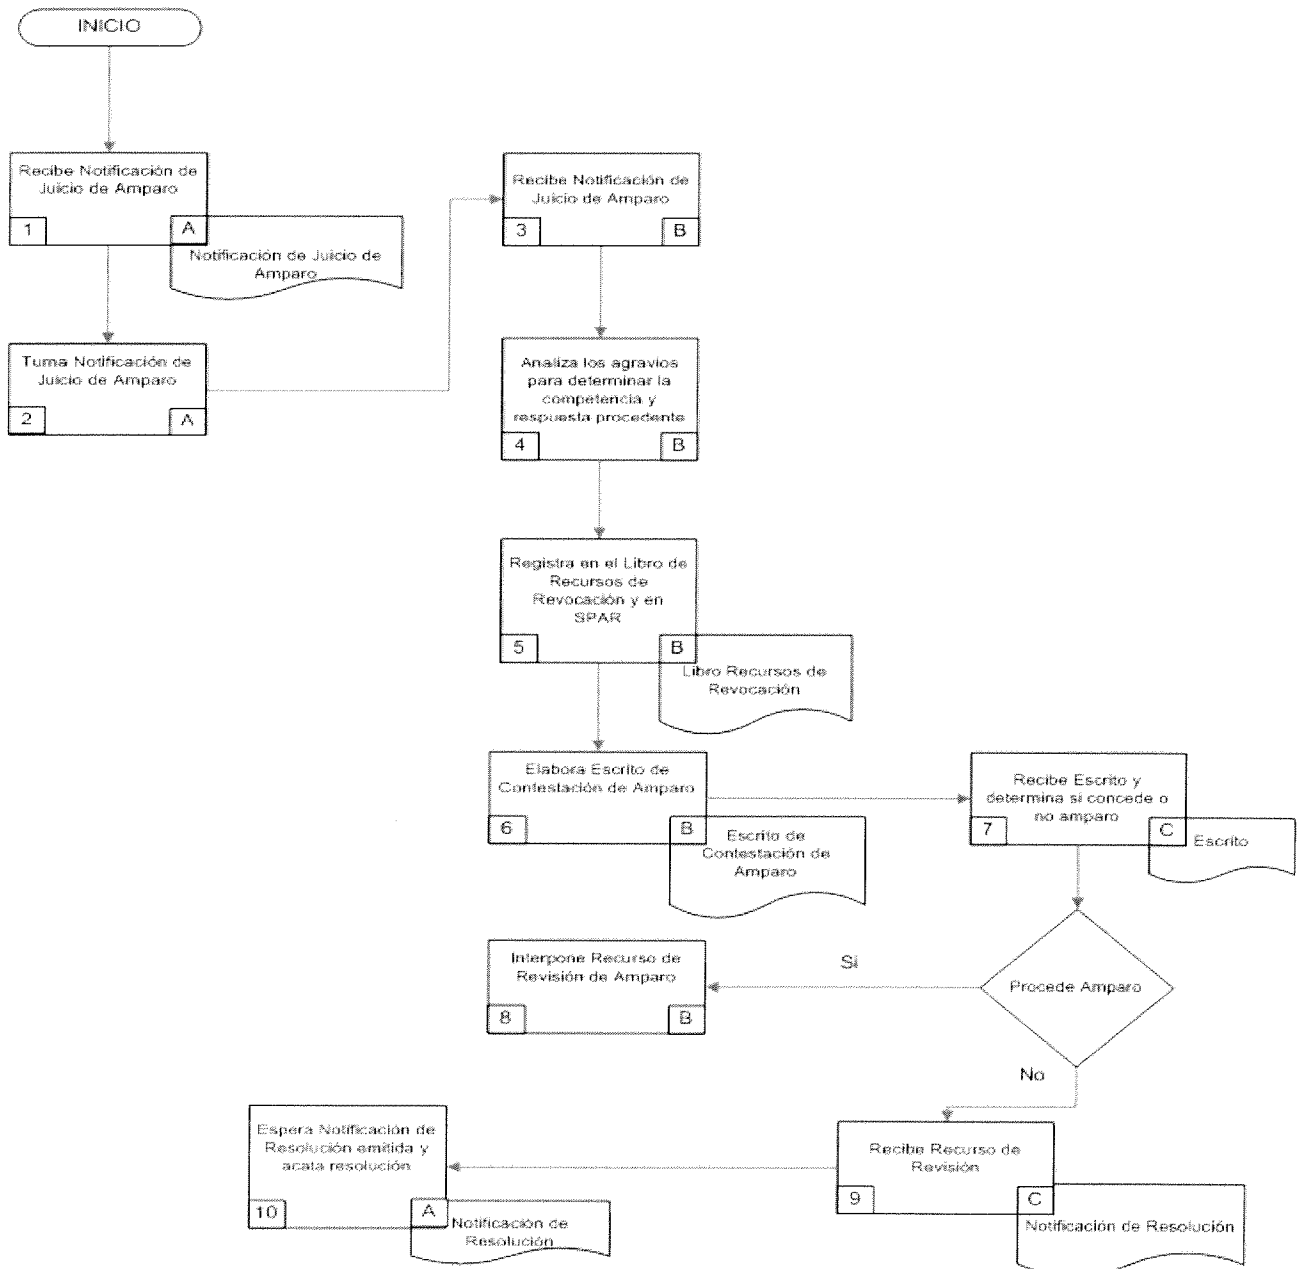 INICIO
Recibe Notificación de
Juicio de Amparo
1
A
Notificación de Juicio de
Amparo
Turna Notificación de
Juicio de Amparo
2
A
Recibe Notificación de
Juicio de Amparo
3
B
Analiza los agravios
para determinar la
competencia y
respuesta procedente
4
B
Registra en el Libro de
Recursos de
Revocación y en
SPAR
5
B
Libro Recursos de
Revocación
Elabora Escrito de
Contestación de Amparo
6
B
Escrito de
Contestación de
Amparo
Recibe Escrito y
determina si concede o
no amparo
7
C
Escrito
Procede Amparo
Si
Interpone Recurso de
Revisión de Amparo
8
B
No
Recibe Recurso de
Revisión
9
C
Notificación de Resolución
Espera Notificación de
Resolución emitida y
acata resolución
10
A
Notificación de
Resolución